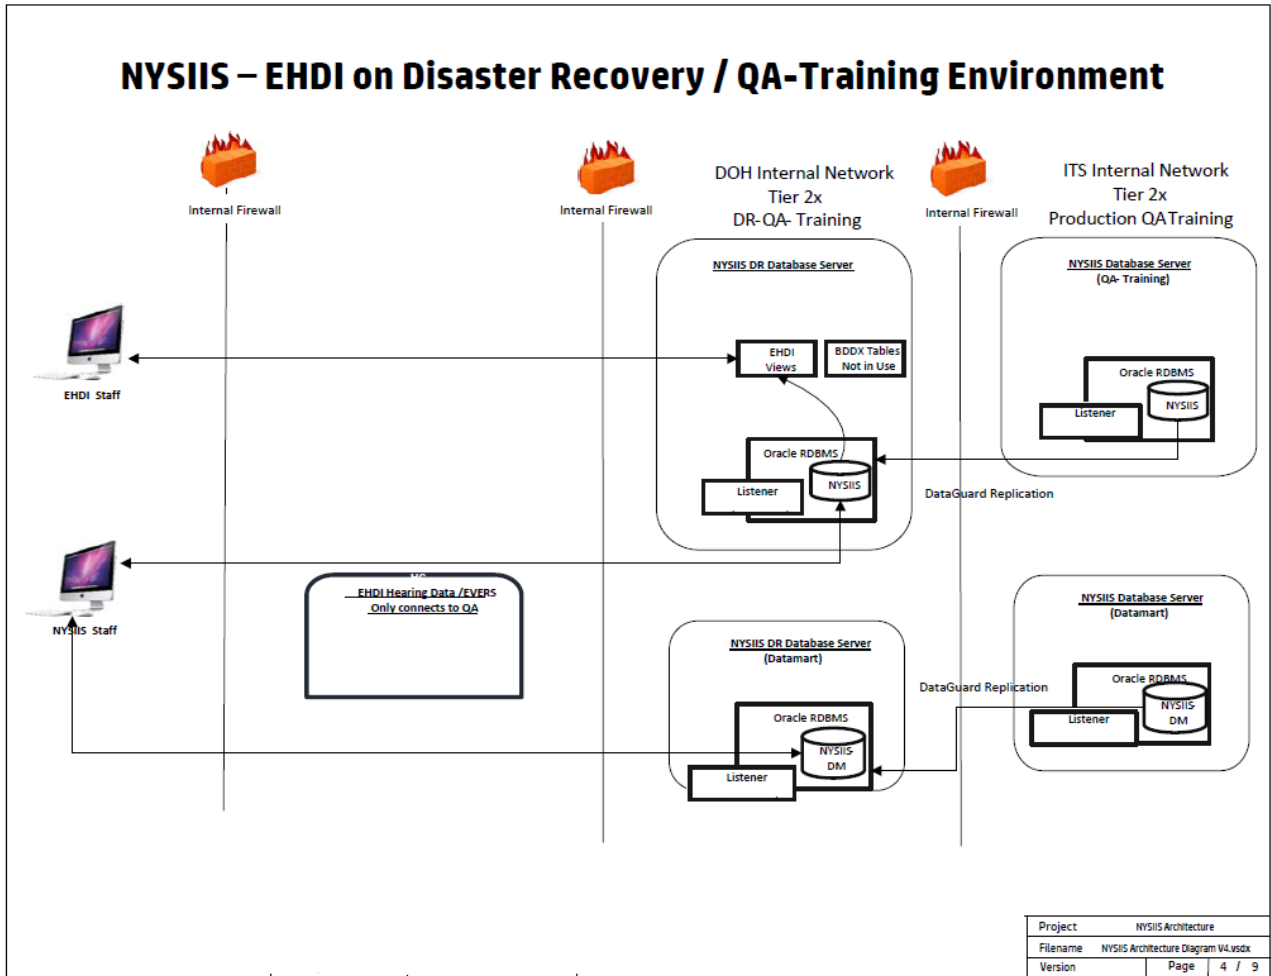 NYSIIS – EHDI on Disaster Recovery / QA-Training Environment
Internal Firewall
Internal Firewall
DOH Internal Network
Tier 2x
DR-QA- Training
Internal Firewall
ITS Internal Network
Tier 2x
Production QATraining
NYSIIS DR Database Server
NYSIIS Database Server
(QA- Training)
EHDI
Views
BDDX Tables
Not in Use
EHDI Staff
Oracle RDBMS
NYSIIS
Listener
Oracle RDBMS
NYSIIS
Listener
DataGuard Replication
NYSIIS Staff
EHDI Hearing Data /EVERS
Only connects to QA
NYSIIS DR Database Server
(Datamart)
NYSIIS Database Server
(Datamart)
DataGuard Replication
Oracle RDBMS
NYSIIS-
DM
Listener
Oracle RDBMS
NYSIIS-
DM
Listener
Project NYSIIS Architecture
Filename NYSIIS Architecture Diagram V4.vsdx
Version Page 4 / 9